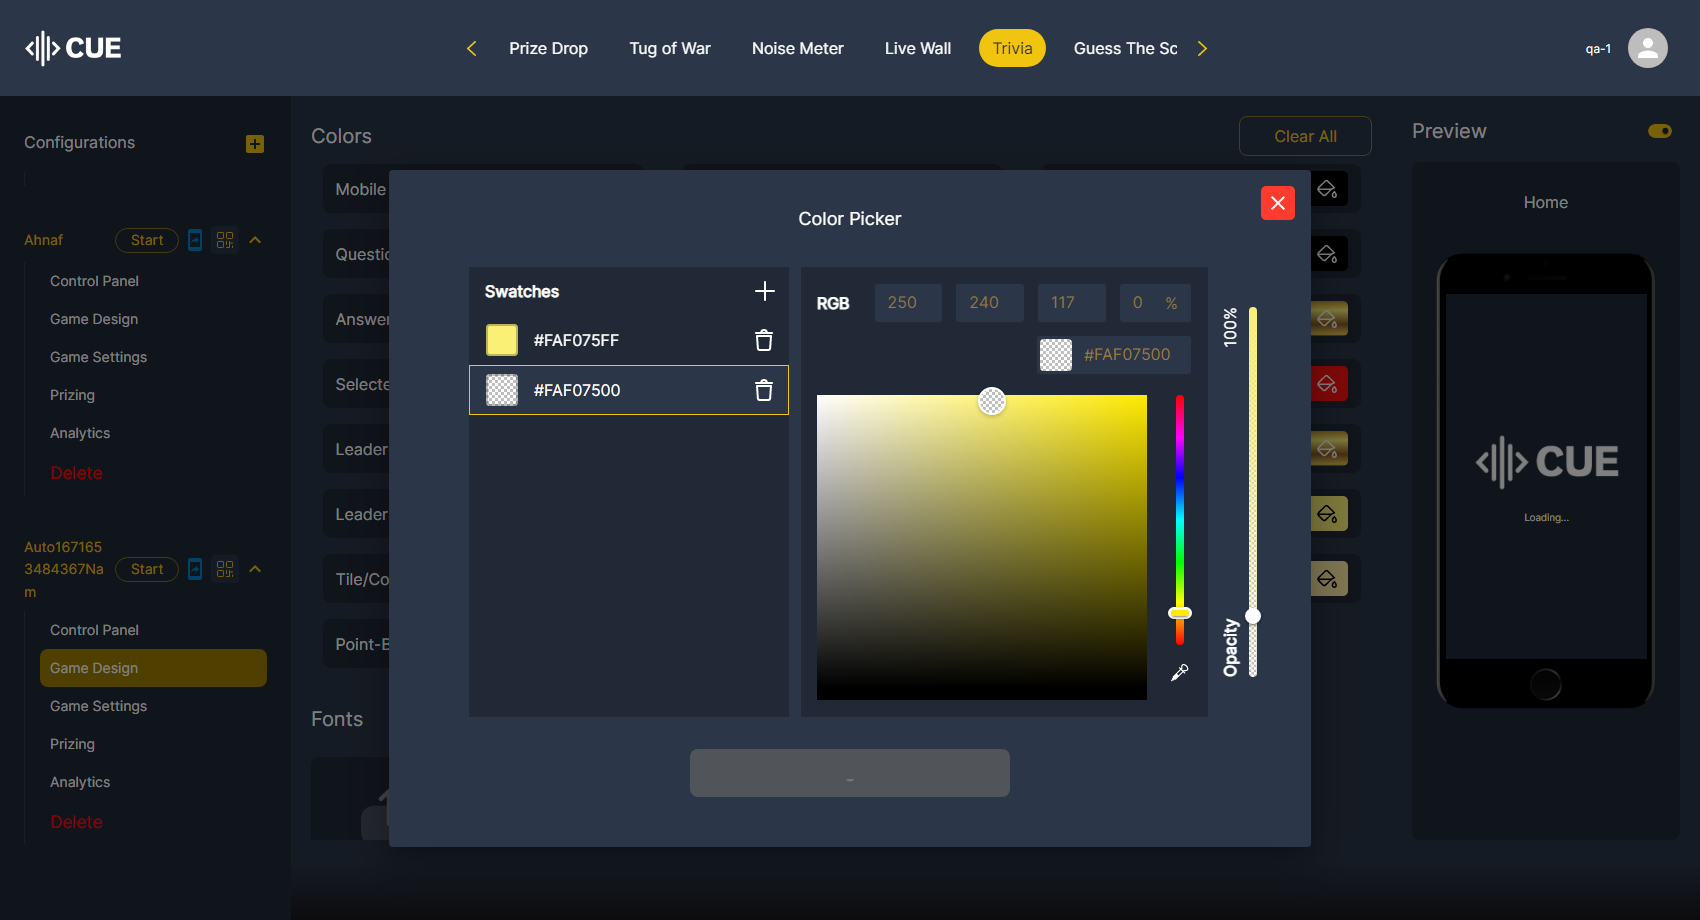 CUE
Prize Drop
Tug of War
Noise Meter
Live Wall
Trivia
Guess The Sc
qa-1
Configurations
Colors
Clear All
Preview
Mobile
Home
Color Picker
Ahnaf
Start
Control Panel
Game Design
Game Settings
Prizing
Analytics
Delete
Questio
Answer
Selecte
Leader
Leader
Tile/Co
Point-B
Swatches
#FAF075FF
#FAF07500
RGB
250
240
117
0 %
#FAF07500
100%
Opacity
CUE
Loading...
Auto167165
3484367Na
m
Start
Control Panel
Game Design
Game Settings
Prizing
Analytics
Delete
Fonts